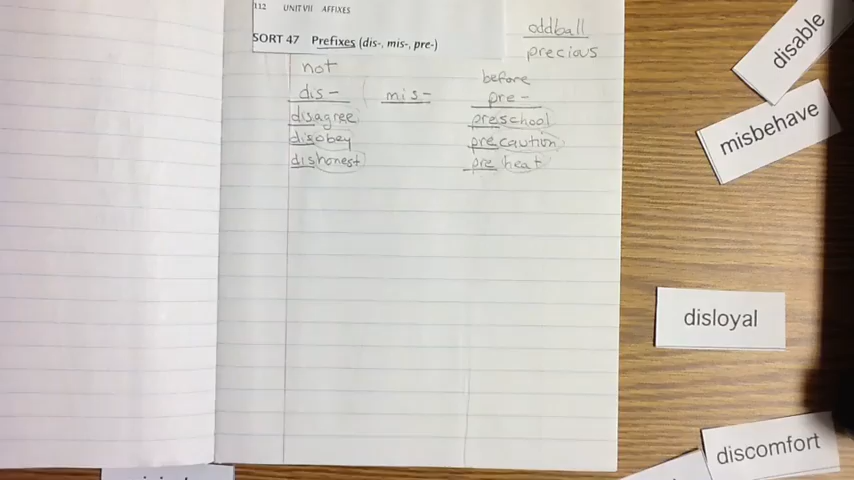 112 UNIT VII AFFIXES
SORT 47 Prefixes (dis-, mis-, pre-)
oddball
precious
not
before
dis- mis- pre-
disagree preschool
disobey precaution
dishonest preheat
disable
misbehave
disloyal
discomfort